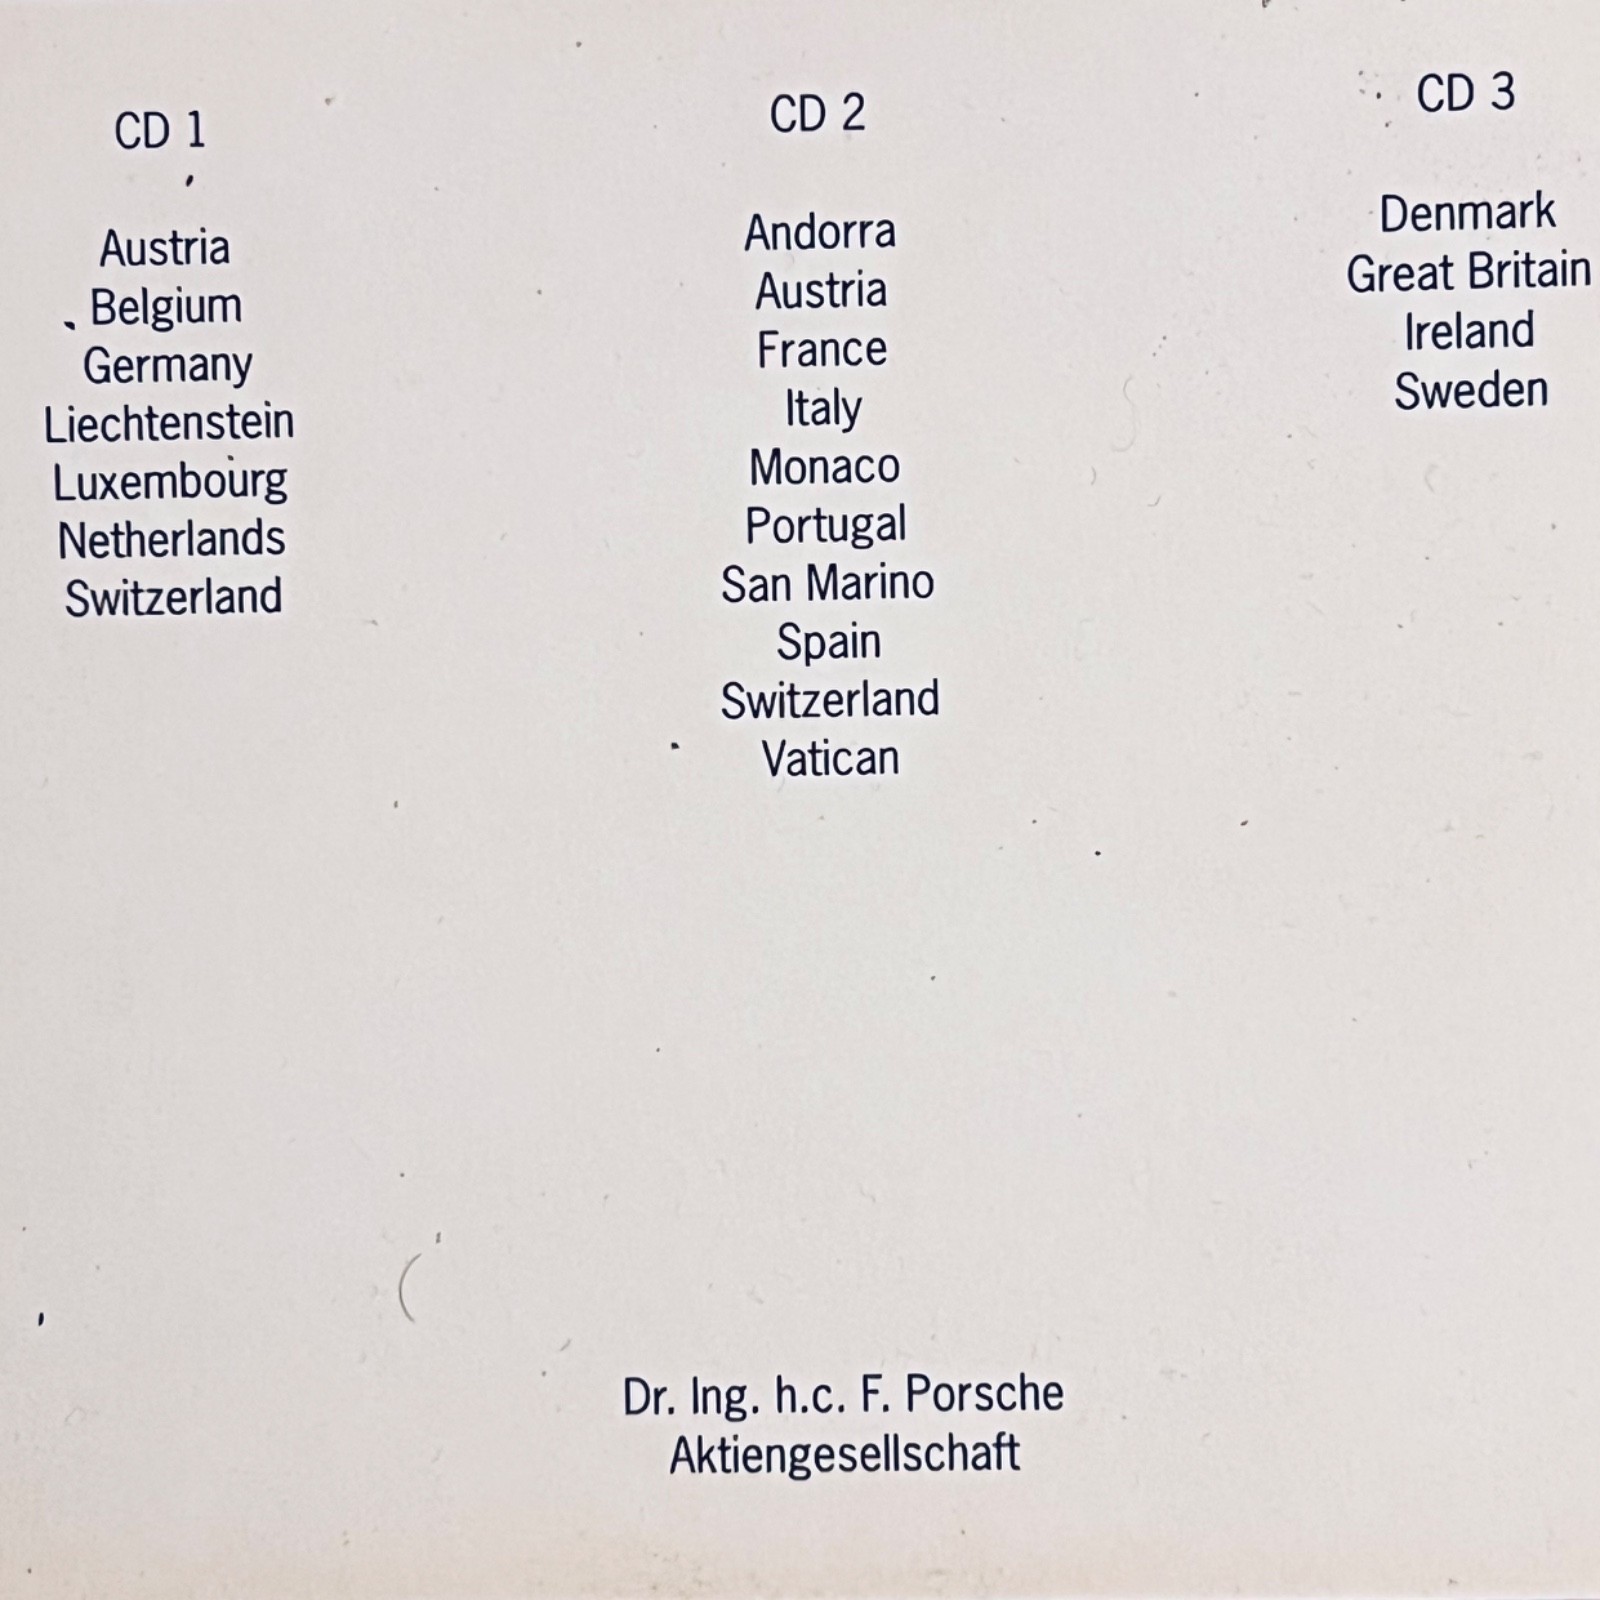 CD 1
Austria
Belgium
Germany
Liechtenstein
Luxembourg
Netherlands
Switzerland
CD 2
Andorra
Austria
France
Italy
Monaco
Portugal
San Marino
Spain
Switzerland
Vatican
CD 3
Denmark
Great Britain
Ireland
Sweden
Dr. Ing. h.c. F. Porsche
Aktiengesellschaft